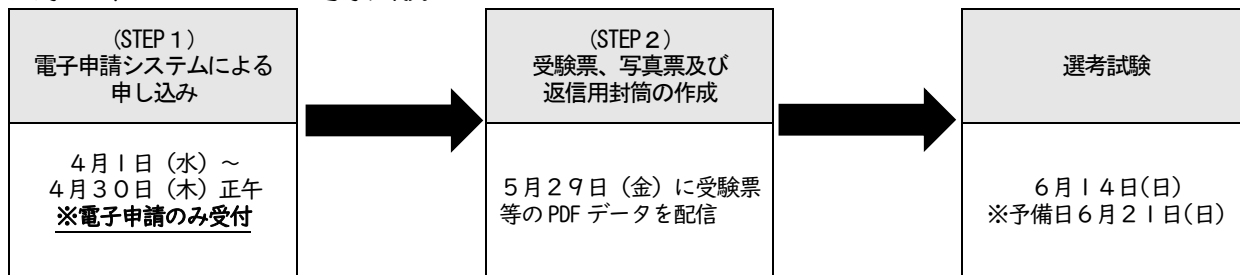 (STEP１)
電子申請システムによる
申し込み
４月１日（水）～
４月３０日（木）正午
※電子申請のみ受付
(STEP２)
受験票、写真票及び
返信用封筒の作成
５月２９日（金）に受験票
等の PDF データを配信
選考試験
６月１４日(日)
※予備日６月２１日(日)